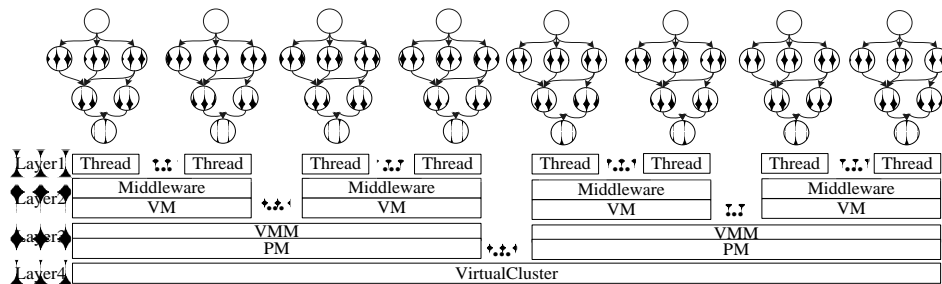 Layer1 Thread Thread Thread Thread Thread Thread Thread Thread
Middleware Middleware Middleware Middleware
Layer2 VM VM VM VM
Layer3 VMM VMM
PM PM
Layer4 VirtualCluster